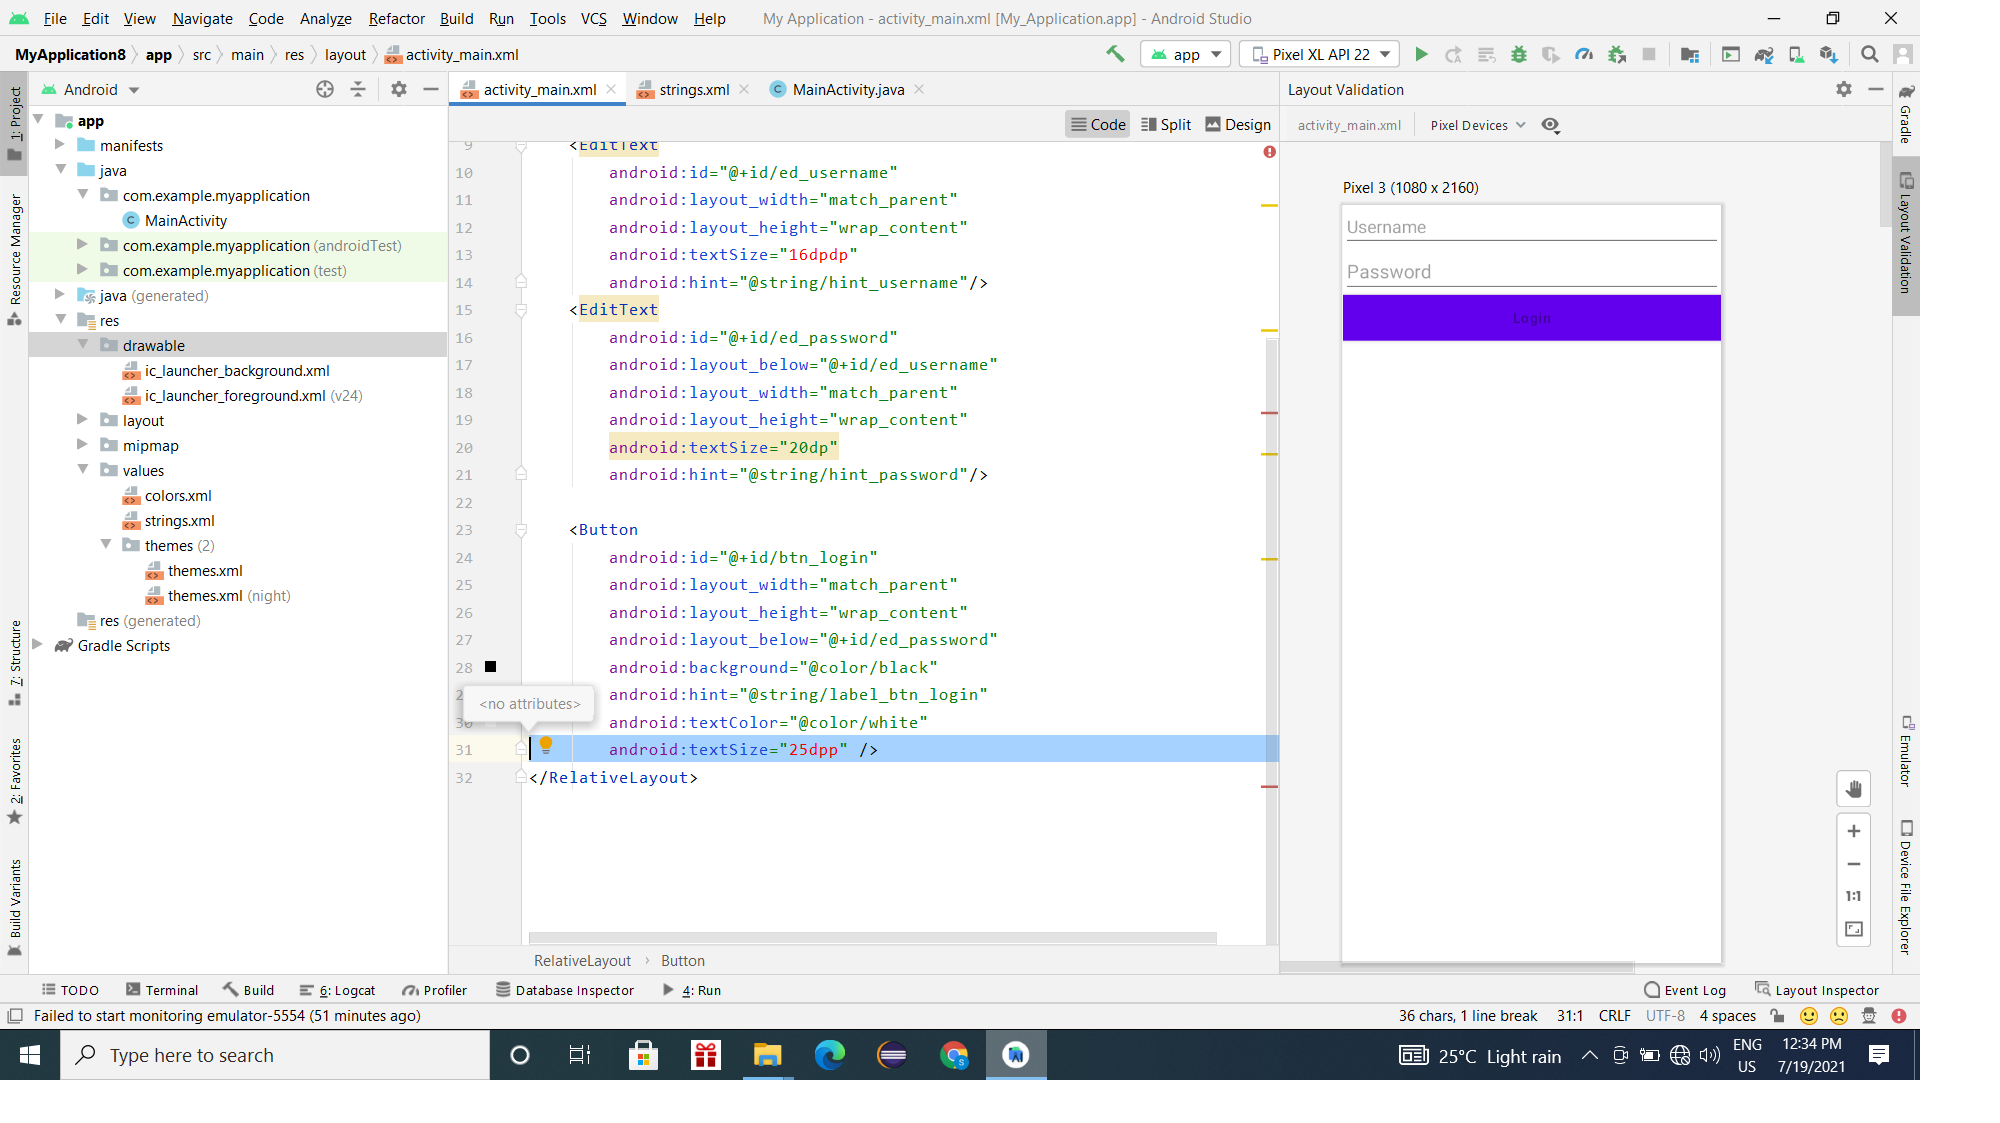 File Edit View Navigate Code Analyze Refactor Build Run Tools VCS Window Help My Application - activity_main.xml [My_Application.app] - Android Studio
MyApplication8 app src main res layout activity_main.xml app Pixel XL API 22
1: Project
Resource Manager
7: Structure
2: Favorites
Build Variants
Android
app
manifests
java
com.example.myapplication
MainActivity
com.example.myapplication (androidTest)
com.example.myapplication (test)
java (generated)
res
drawable
ic_launcher_background.xml
ic_launcher_foreground.xml (v24)
layout
mipmap
values
colors.xml
strings.xml
themes (2)
themes.xml
themes.xml (night)
res (generated)
Gradle Scripts
activity_main.xml strings.xml MainActivity.java
Code Split Design
9 <EditText
10 android:id="@+id/ed_username"
11 android:layout_width="match_parent"
12 android:layout_height="wrap_content"
13 android:textSize="16dpdp"
14 android:hint="@string/hint_username"/>
15 <EditText
16 android:id="@+id/ed_password"
17 android:layout_below="@+id/ed_username"
18 android:layout_width="match_parent"
19 android:layout_height="wrap_content"
20 android:textSize="20dp"
21 android:hint="@string/hint_password"/>
22
23 <Button
24 android:id="@+id/btn_login"
25 android:layout_width="match_parent"
26 android:layout_height="wrap_content"
27 android:layout_below="@+id/ed_password"
28 android:background="@color/black"
android:hint="@string/label_btn_login"
<no attributes>
30 android:textColor="@color/white"
31 android:textSize="25dpp" />
32 </RelativeLayout>
RelativeLayout › Button
Layout Validation
activity_main.xml Pixel Devices
Pixel 3 (1080 x 2160)
Username
Password
Login
1:1
Gradle
Layout Validation
Emulator
Device File Explorer
TODO Terminal Build 6: Logcat Profiler Database Inspector 4: Run Event Log Layout Inspector
Failed to start monitoring emulator-5554 (51 minutes ago) 36 chars, 1 line break 31:1 CRLF UTF-8 4 spaces
Type here to search 25°C Light rain ENG US 12:34 PM 7/19/2021